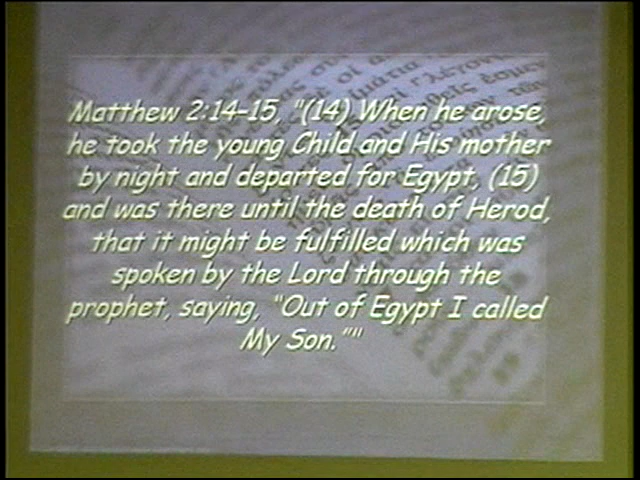 Matthew 2:14-15, "(14) When he arose,
he took the young Child and His mother
by night and departed for Egypt, (15)
and was there until the death of Herod,
that it might be fulfilled which was
spoken by the Lord through the
prophet, saying, "Out of Egypt I called
My Son.""